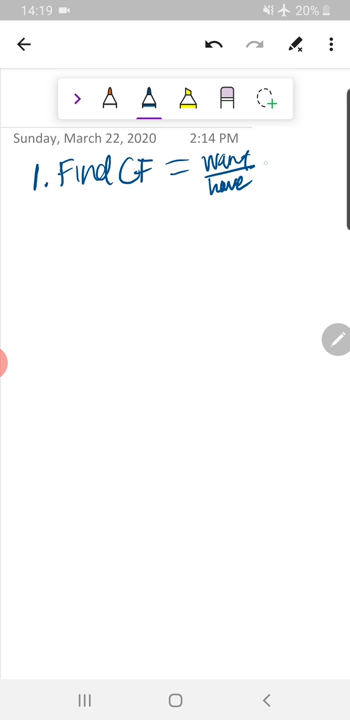 14:19 20%
Sunday, March 22, 2020 2:14 PM
1. Find CF = want
have